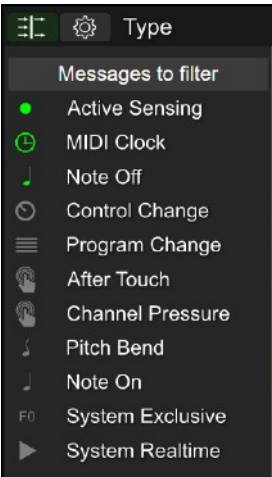 Type
Messages to filter
Active Sensing
MIDI Clock
Note Off
Control Change
Program Change
After Touch
Channel Pressure
Pitch Bend
Note On
F0 System Exclusive
System Realtime